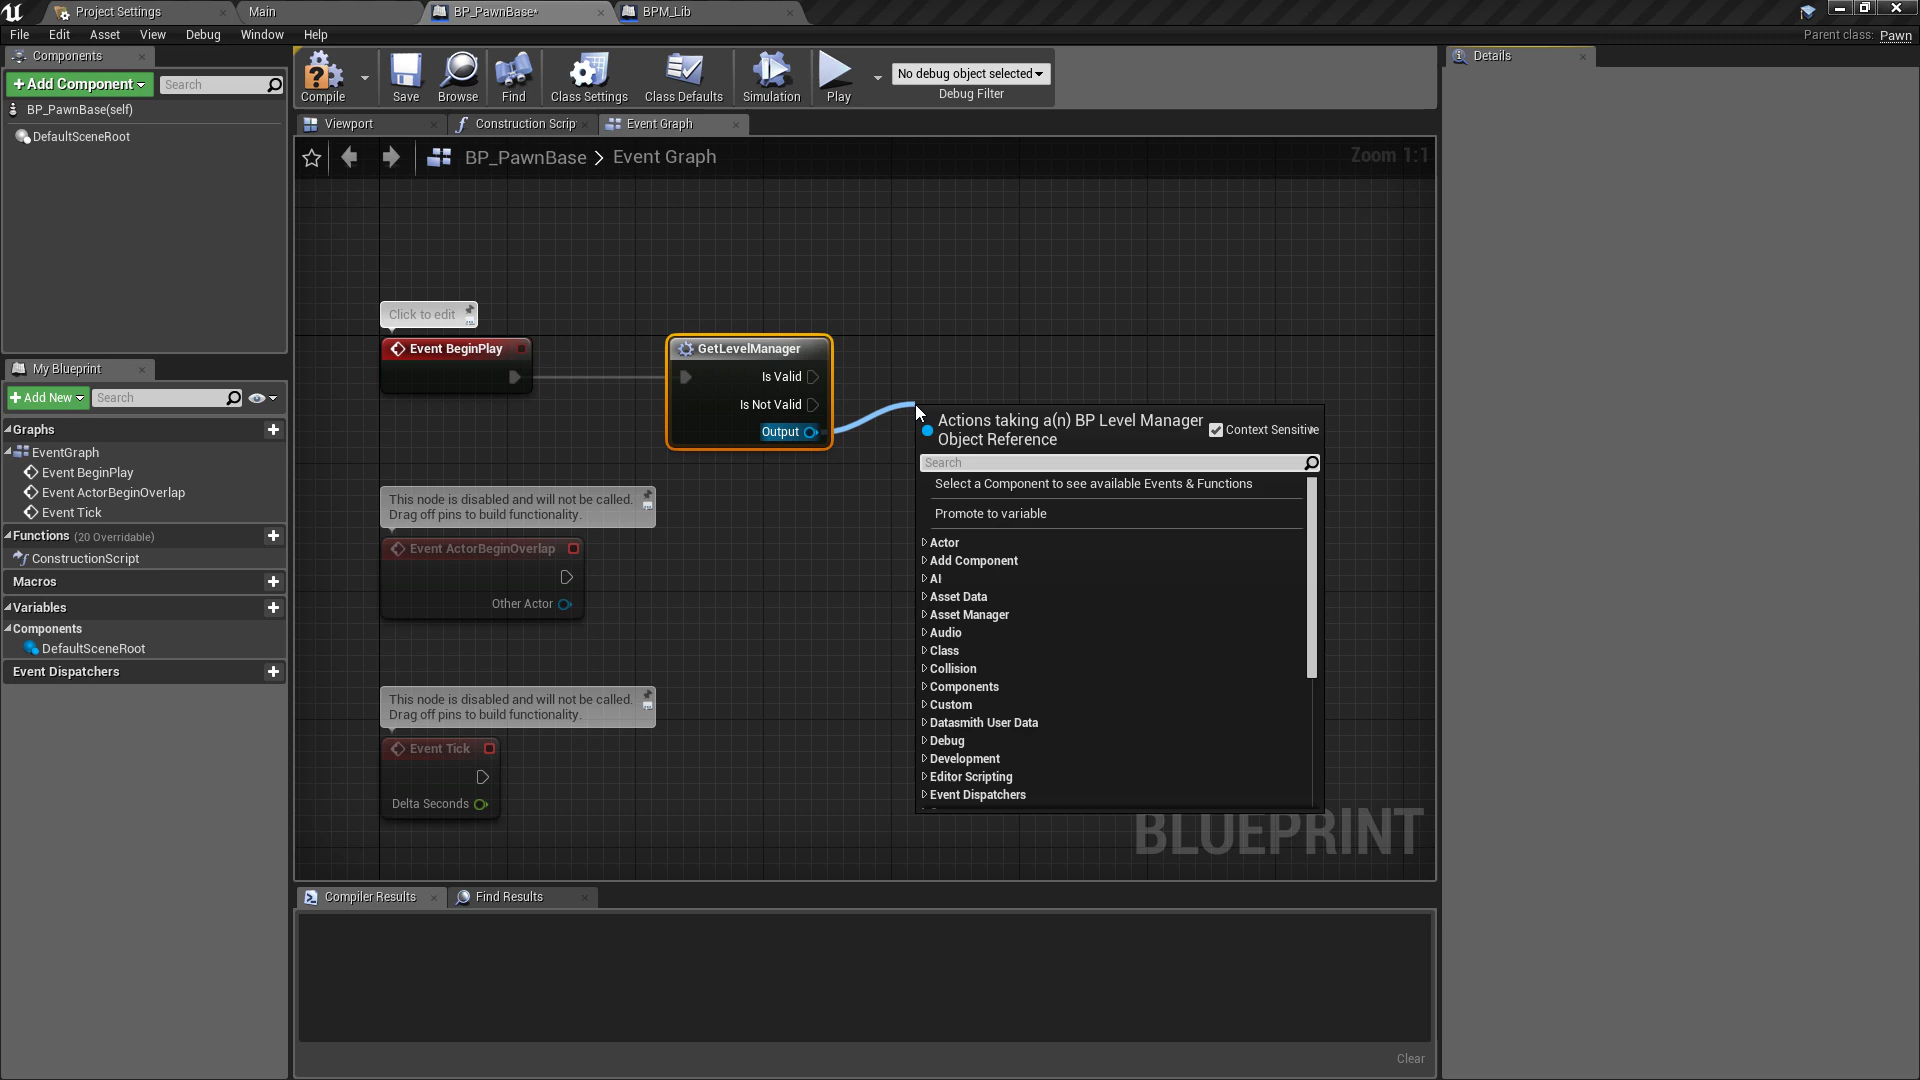 Project Settings
Main
BP_PawnBase*
BPM_Lib
File
Edit
Asset
View
Debug
Window
Help
Parent class: Pawn
Components
+Add Component
Search
BP_PawnBase(self)
DefaultSceneRoot
Compile
Save
Browse
Find
Class Settings
Class Defaults
Simulation
Play
No debug object selected
Debug Filter
Details
Viewport
Construction Scrip
Event Graph
BP_PawnBase > Event Graph
Zoom 1:1
Click to edit
Event BeginPlay
GetLevelManager
Is Valid
Is Not Valid
Output
This node is disabled and will not be called.
Drag off pins to build functionality.
Event ActorBeginOverlap
Other Actor
This node is disabled and will not be called.
Drag off pins to build functionality.
Event Tick
Delta Seconds
Actions taking a(n) BP Level Manager
Object Reference
Context Sensitive
Search
Select a Component to see available Events & Functions
Promote to variable
Actor
Add Component
AI
Asset Data
Asset Manager
Audio
Class
Collision
Components
Custom
Datasmith User Data
Debug
Development
Editor Scripting
Event Dispatchers
BLUEPRINT
My Blueprint
+Add New
Search
Graphs
EventGraph
Event BeginPlay
Event ActorBeginOverlap
Event Tick
Functions (20 Overridable)
ConstructionScript
Macros
Variables
Components
DefaultSceneRoot
Event Dispatchers
Compiler Results
Find Results
Clear